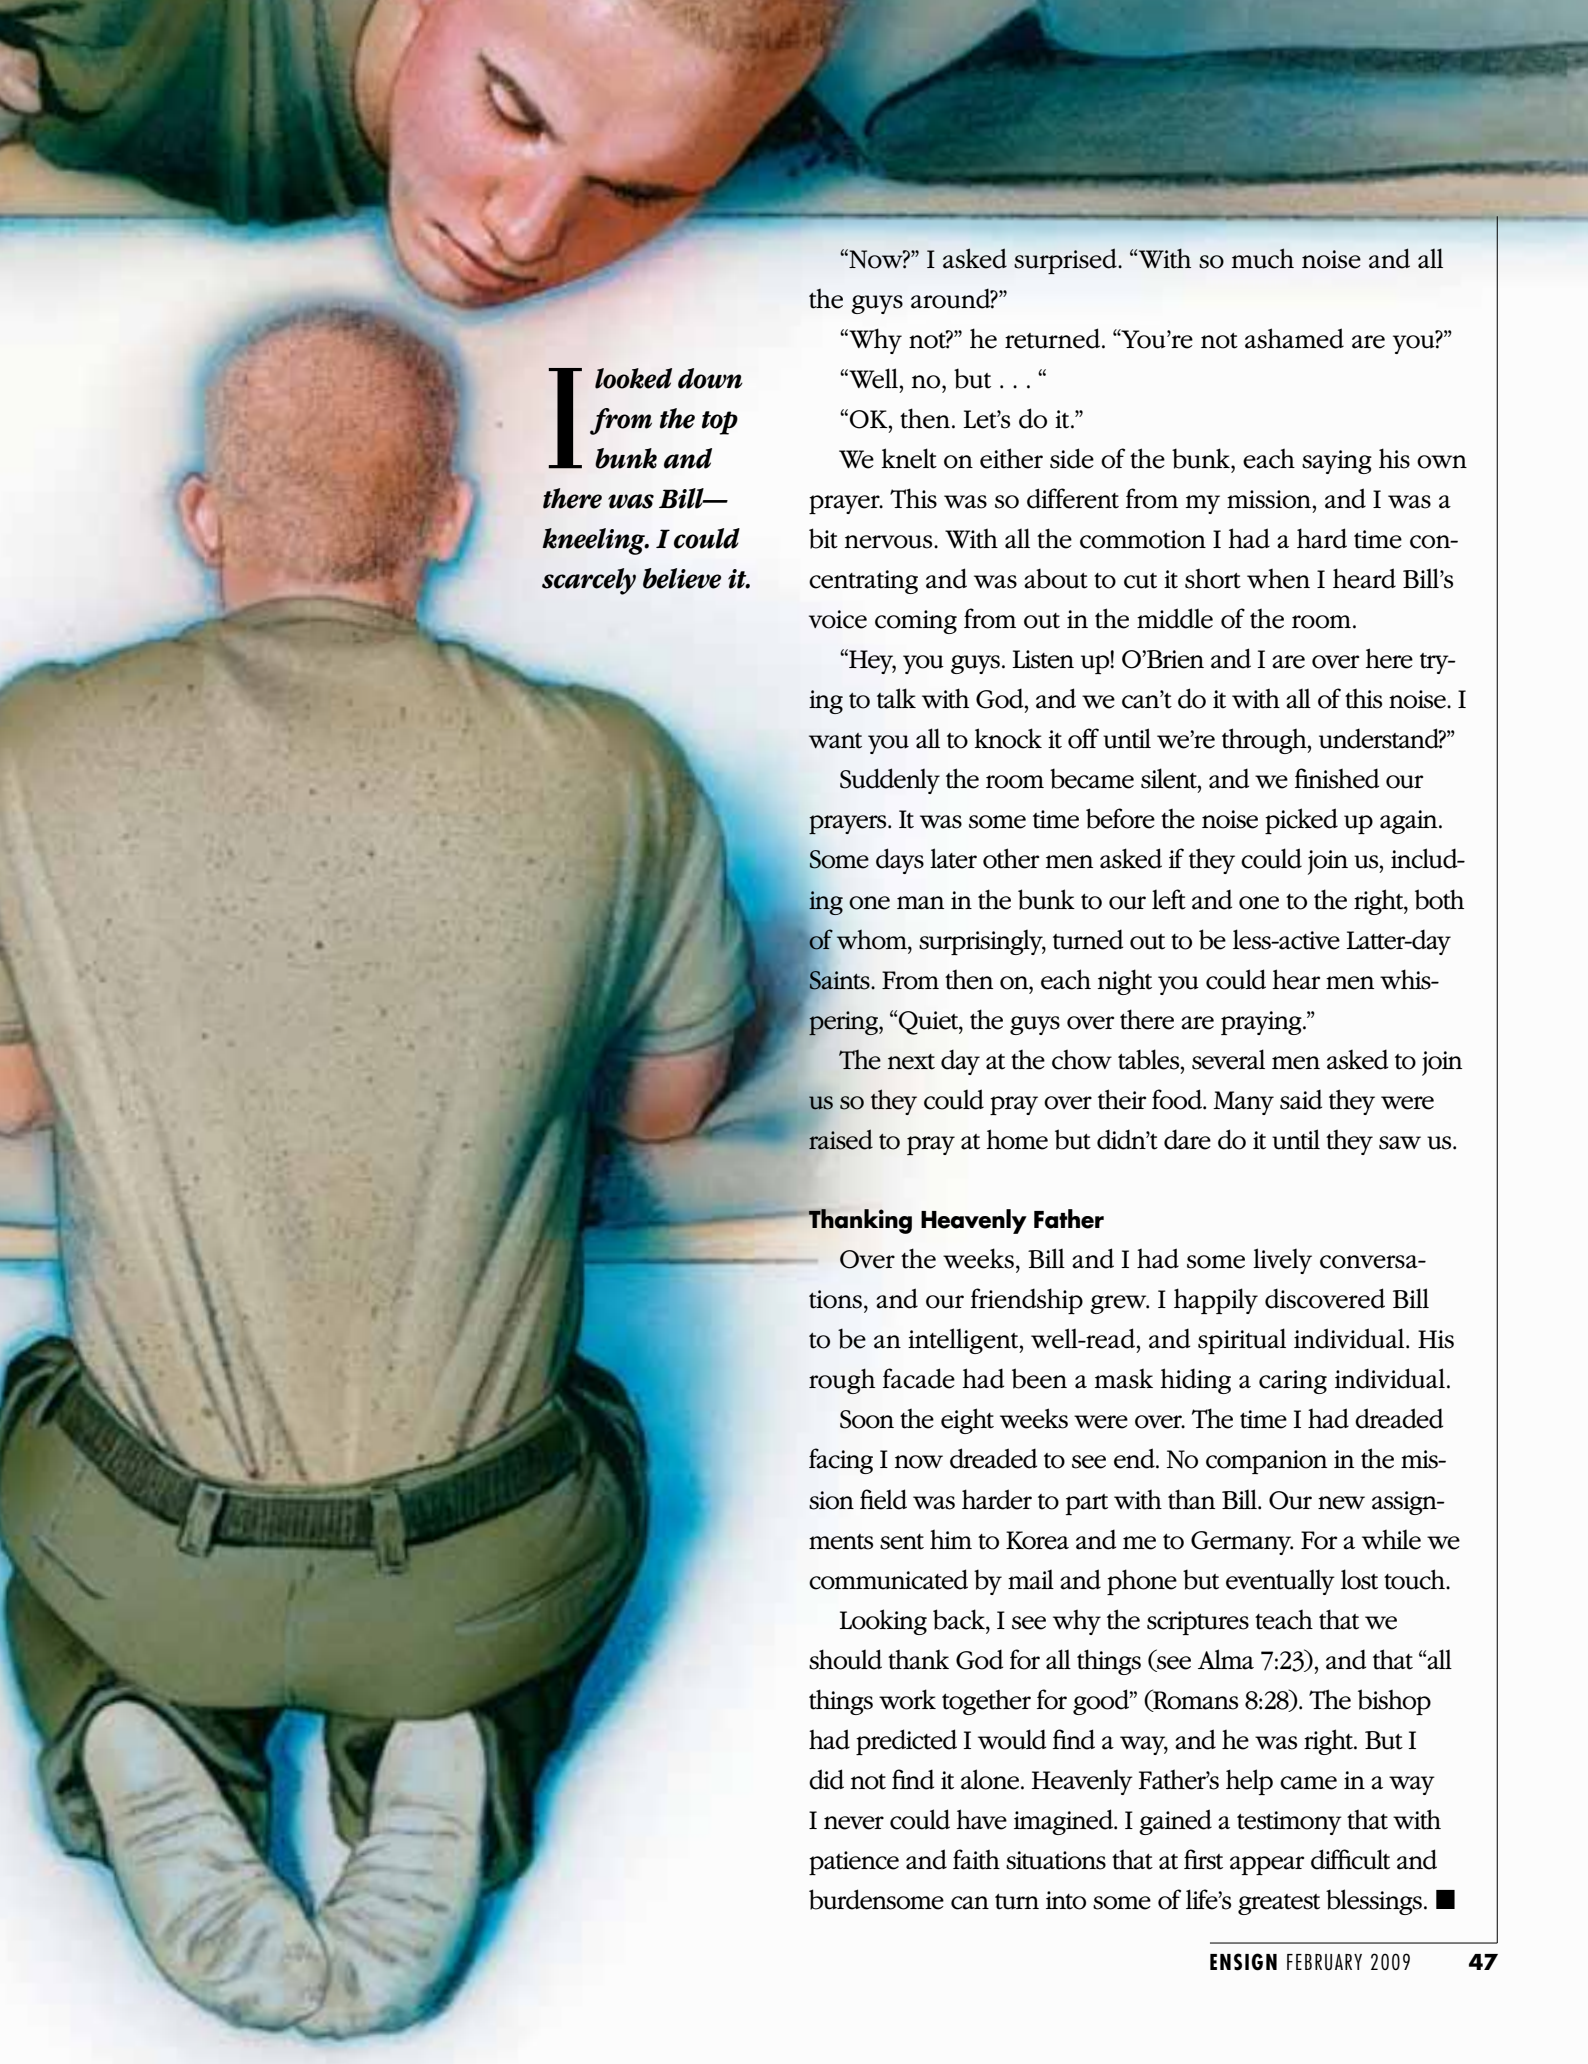 I looked down
from the top
bunk and
there was Bill—
kneeling. I could
scarcely believe it.
“Now?” I asked surprised. “With so much noise and all
the guys around?”
“Why not?” he returned. “You’re not ashamed are you?”
“Well, no, but . . . “
“OK, then. Let’s do it.”
We knelt on either side of the bunk, each saying his own
prayer. This was so different from my mission, and I was a
bit nervous. With all the commotion I had a hard time con-
centrating and was about to cut it short when I heard Bill’s
voice coming from out in the middle of the room.
“Hey, you guys. Listen up! O’Brien and I are over here try-
ing to talk with God, and we can’t do it with all of this noise. I
want you all to knock it off until we’re through, understand?”
Suddenly the room became silent, and we finished our
prayers. It was some time before the noise picked up again.
Some days later other men asked if they could join us, includ-
ing one man in the bunk to our left and one to the right, both
of whom, surprisingly, turned out to be less-active Latter-day
Saints. From then on, each night you could hear men whis-
pering, “Quiet, the guys over there are praying.”
The next day at the chow tables, several men asked to join
us so they could pray over their food. Many said they were
raised to pray at home but didn’t dare do it until they saw us.
Thanking Heavenly Father
Over the weeks, Bill and I had some lively conversa-
tions, and our friendship grew. I happily discovered Bill
to be an intelligent, well-read, and spiritual individual. His
rough facade had been a mask hiding a caring individual.
Soon the eight weeks were over. The time I had dreaded
facing I now dreaded to see end. No companion in the mis-
sion field was harder to part with than Bill. Our new assign-
ments sent him to Korea and me to Germany. For a while we
communicated by mail and phone but eventually lost touch.
Looking back, I see why the scriptures teach that we
should thank God for all things (see Alma 7:23), and that “all
things work together for good” (Romans 8:28). The bishop
had predicted I would find a way, and he was right. But I
did not find it alone. Heavenly Father’s help came in a way
I never could have imagined. I gained a testimony that with
patience and faith situations that at first appear difficult and
burdensome can turn into some of life’s greatest blessings. ■
ENSIGN FEBRUARY 2009 47